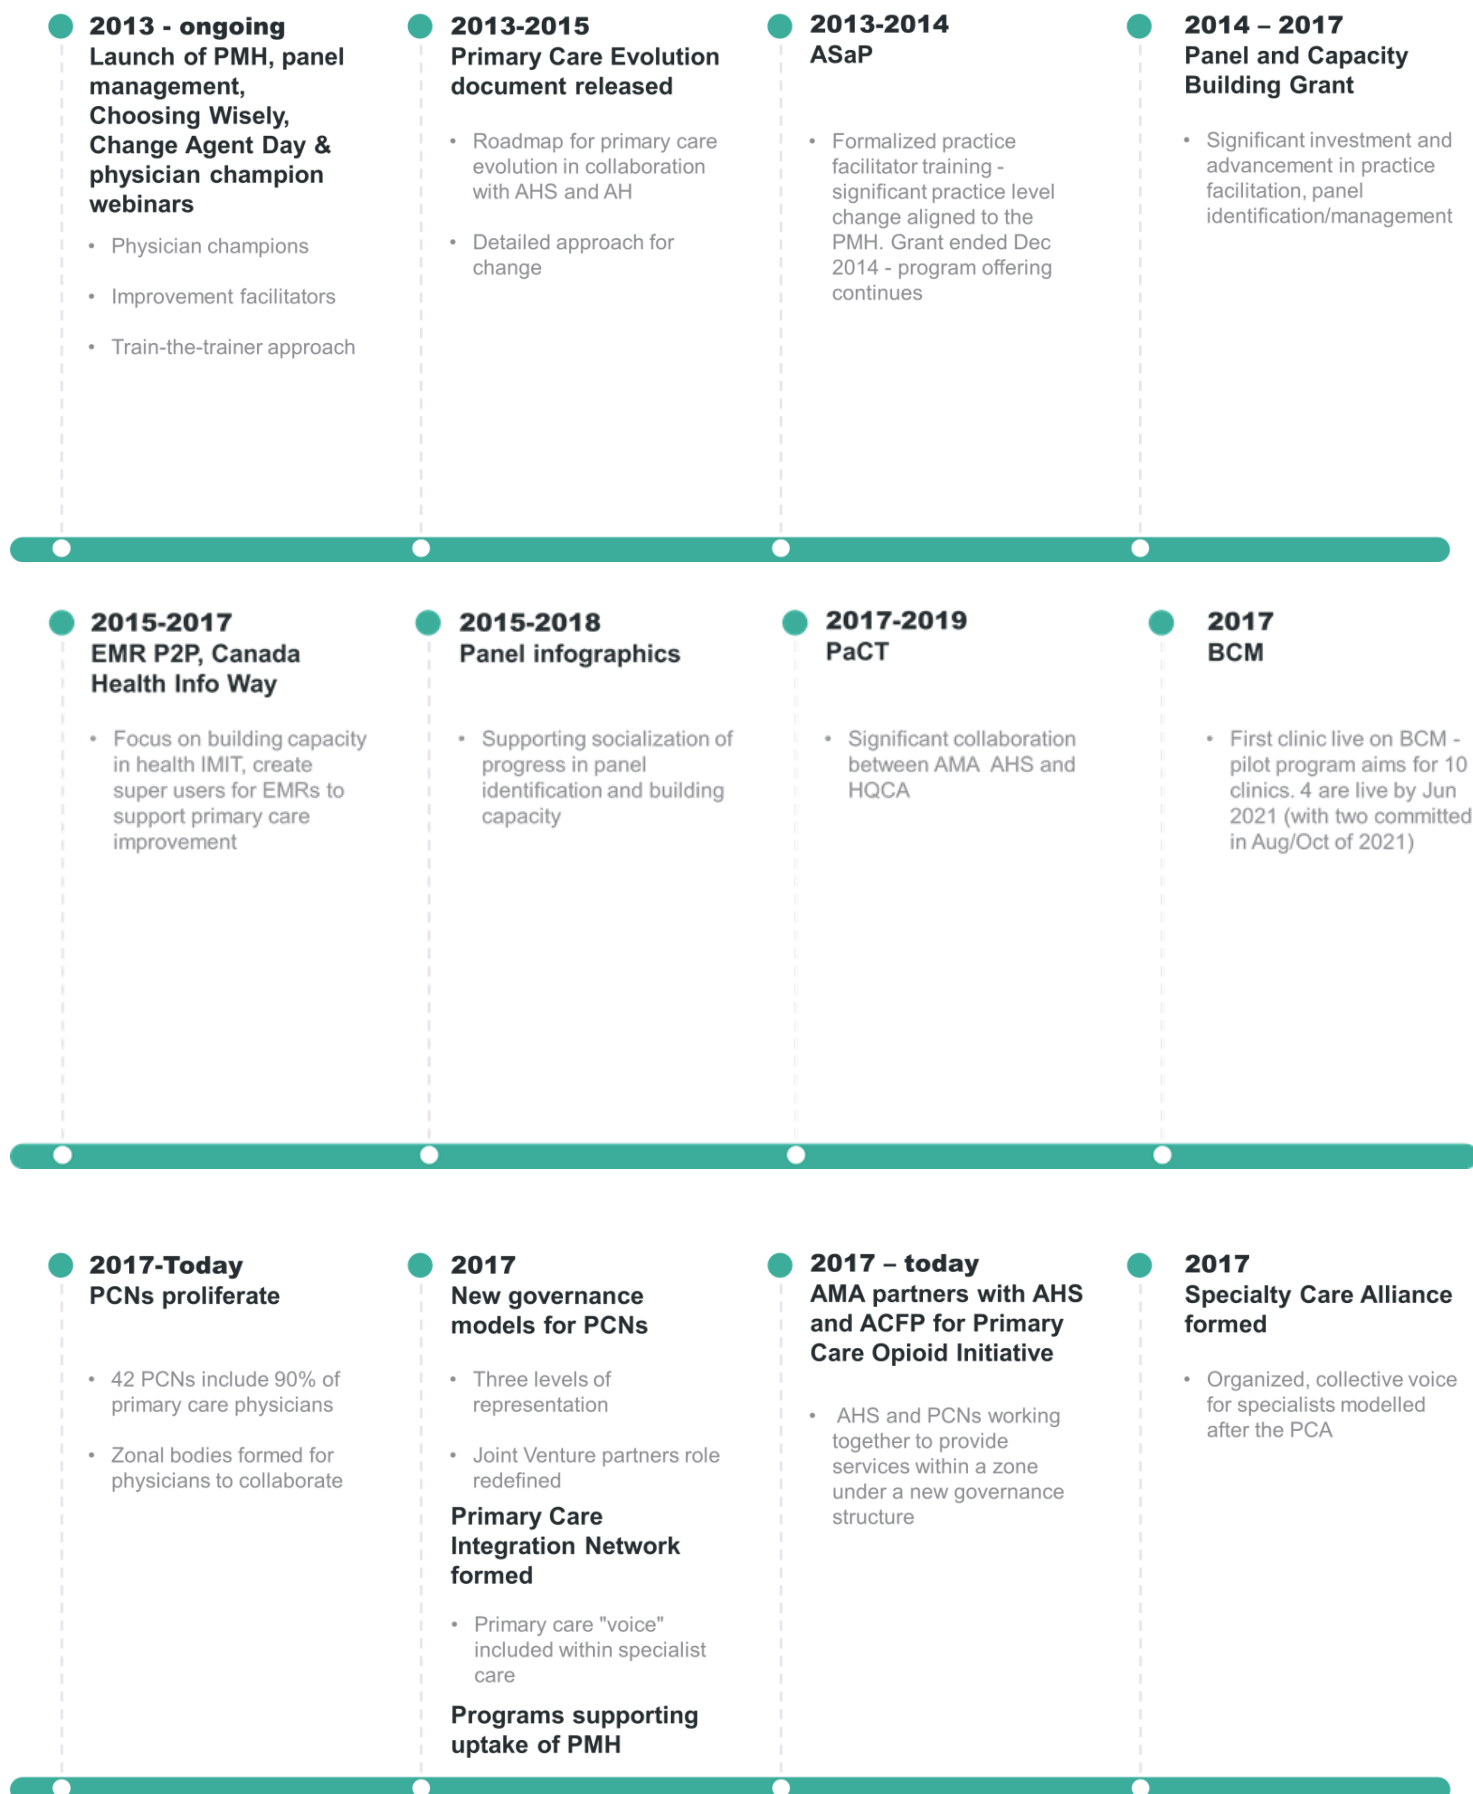 2013 - ongoing
Launch of PMH, panel
management,
Choosing Wisely,
Change Agent Day &
physician champion
webinars
• Physician champions
• Improvement facilitators
• Train-the-trainer approach
2013-2015
Primary Care Evolution
document released
• Roadmap for primary care
evolution in collaboration
with AHS and AH
• Detailed approach for
change
2013-2014
ASaP
• Formalized practice
facilitator training -
significant practice level
change aligned to the
PMH. Grant ended Dec
2014 - program offering
continues
2014 – 2017
Panel and Capacity
Building Grant
• Significant investment and
advancement in practice
facilitation, panel
identification/management
2015-2017
EMR P2P, Canada
Health Info Way
• Focus on building capacity
in health IMIT, create
super users for EMRs to
support primary care
improvement
2015-2018
Panel infographics
• Supporting socialization of
progress in panel
identification and building
capacity
2017-2019
PaCT
• Significant collaboration
between AMA AHS and
HQCA
2017
BCM
• First clinic live on BCM -
pilot program aims for 10
clinics. 4 are live by Jun
2021 (with two committed
in Aug/Oct of 2021)
2017-Today
PCNs proliferate
• 42 PCNs include 90% of
primary care physicians
• Zonal bodies formed for
physicians to collaborate
2017
New governance
models for PCNs
• Three levels of
representation
• Joint Venture partners role
redefined
Primary Care
Integration Network
formed
• Primary care "voice"
included within specialist
care
Programs supporting
uptake of PMH
2017 – today
AMA partners with AHS
and ACFP for Primary
Care Opioid Initiative
• AHS and PCNs working
together to provide
services within a zone
under a new governance
structure
2017
Specialty Care Alliance
formed
• Organized, collective voice
for specialists modelled
after the PCA